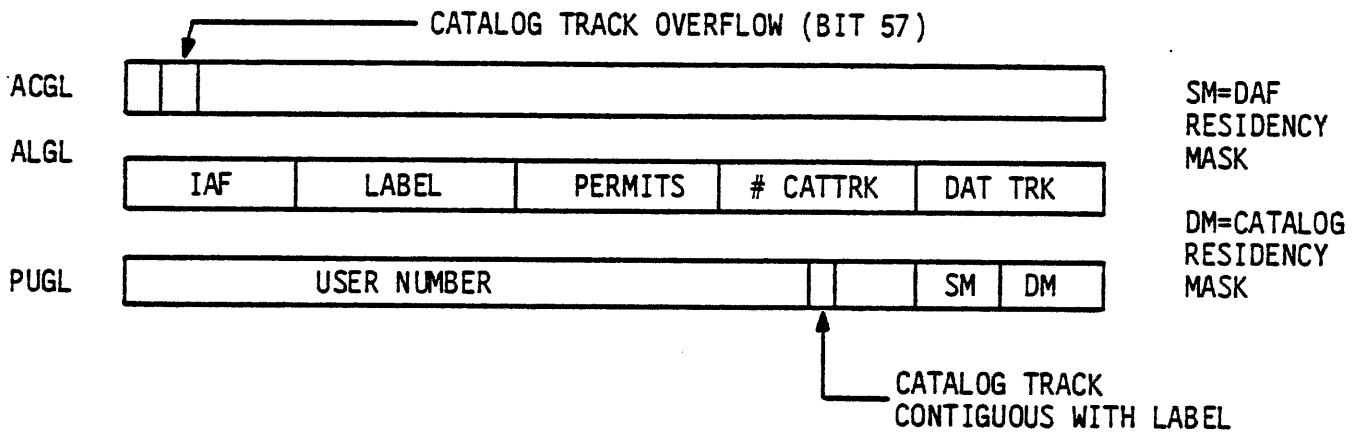 CATALOG TRACK OVERFLOW (BIT 57)
ACGL
SM=DAF
RESIDENCY
MASK
ALGL
IAF LABEL PERMITS # CATTRK DAT TRK
DM=CATALOG
RESIDENCY
MASK
PUGL
USER NUMBER SM DM
CATALOG TRACK
CONTIGUOUS WITH LABEL